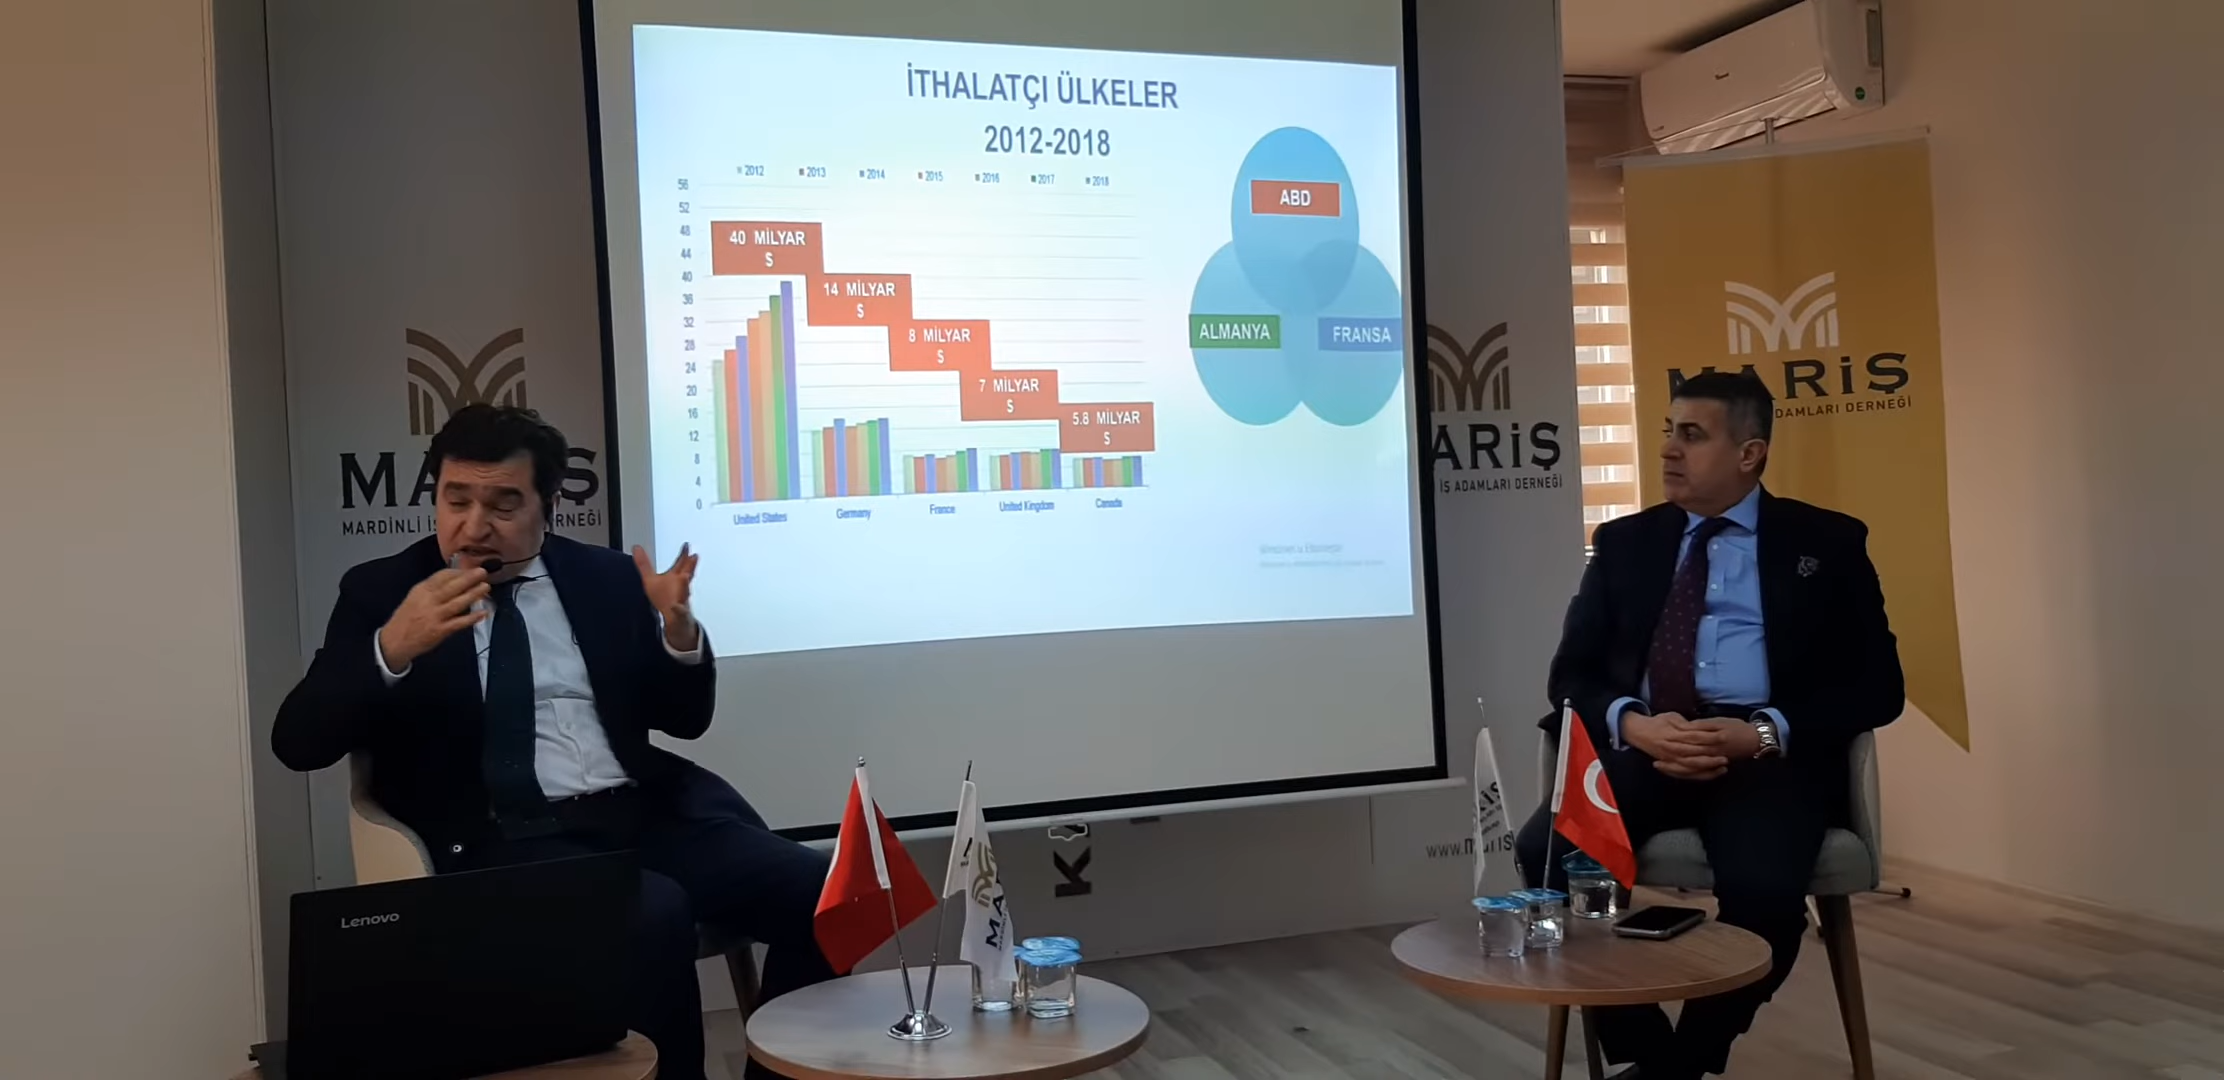 İTHALATÇI ÜLKELER
2012-2018
2012 2013 2014 2015 2016 2017 2018
56
52
48
44
40
36
32
28
24
20
16
12
8
4
0
40 MİLYAR
$
14 MİLYAR
$
8 MİLYAR
$
7 MİLYAR
$
5.8 MİLYAR
$
United States Germany France United Kingdom Canada
ABD
ALMANYA
FRANSA
MARDİNLİ
ARİŞ
İŞ ADAMLARI DERNEĞİ
MARİŞ
ADAMLARI DERNEĞİ
Lenovo
www.